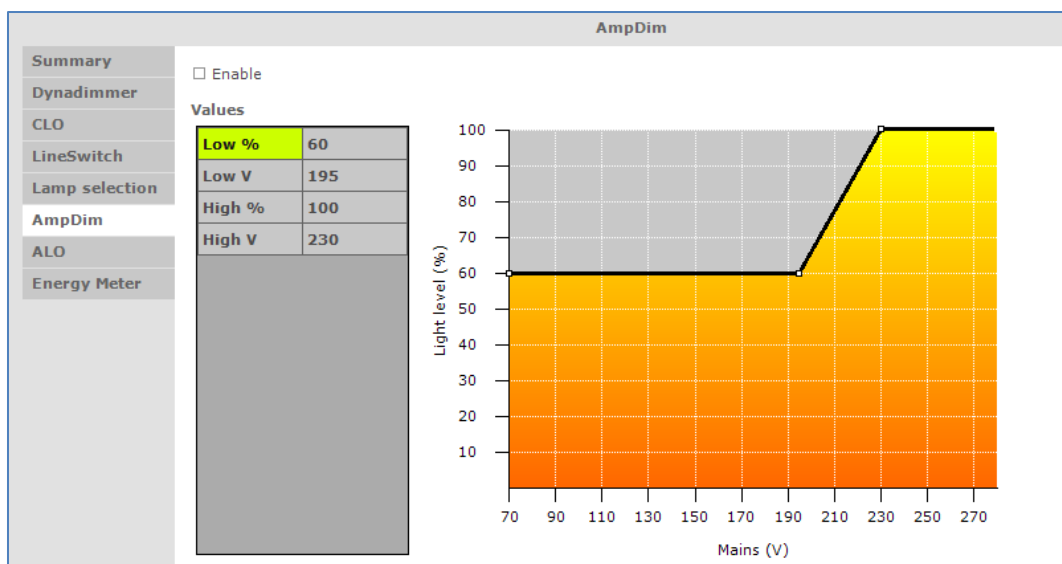 AmpDim
Summary
Dynadimmer
CLO
LineSwitch
Lamp selection
AmpDim
ALO
Energy Meter
Enable
Values
Low % 60
Low V 195
High % 100
High V 230
Light level (%)
100
90
80
70
60
50
40
30
20
10
70 90 110 130 150 170 190 210 230 250 270
Mains (V)